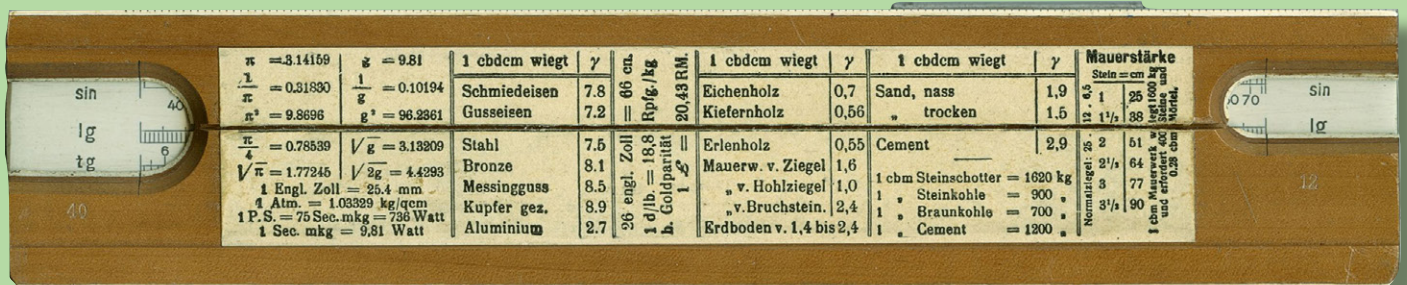 sin
40
lg
6
tg
40
π = 3.14159 g = 9.81
1/π = 0.31830 1/g = 0.10194
π² = 9.8696 g² = 96.2361
π/4 = 0.78539 √g = 3.13209
√π = 1.77245 √2g = 4.4293
1 Engl. Zoll = 25.4 mm
1 Atm. = 1.03329 kg/qcm
1 P.S. = 75 Sec.mkg = 736 Watt
1 Sec. mkg = 9,81 Watt
1 cbdcm wiegt γ
Schmiedeisen 7.8
Gusseisen 7.2
Stahl 7.5
Bronze 8.1
Messingguss 8.5
Kupfer gez. 8.9
Aluminium 2.7
26 engl. Zoll = 66 cm.
1 d/lb. = 18,8 Rpfg./kg
b. Goldparität
1 £ = 20,43 RM.
1 cbdcm wiegt γ
Eichenholz 0,7
Kiefernholz 0,56
Erlenholz 0,55
Mauerw. v. Ziegel 1,6
„ v. Hohlziegel 1,0
„ v. Bruchstein. 2,4
Erdboden v. 1,4 bis 2,4
1 cbdcm wiegt γ
Sand, nass 1,9
„ trocken 1.5
Cement 2,9
1 cbm Steinschotter = 1620 kg
1 „ Steinkohle = 900 „
1 „ Braunkohle = 700 „
1 „ Cement = 1200 „
Mauerstärke
Stein = cm
1 25
1½ 38
2 51
2½ 64
3 77
3½ 90
Normalziegel: 25 . 12 . 6,5
1 cbm Mauerwerk wiegt 1600 kg
und erfordert 400 Steine und
0.28 cbm Mörtel.
70
sin
lg
12